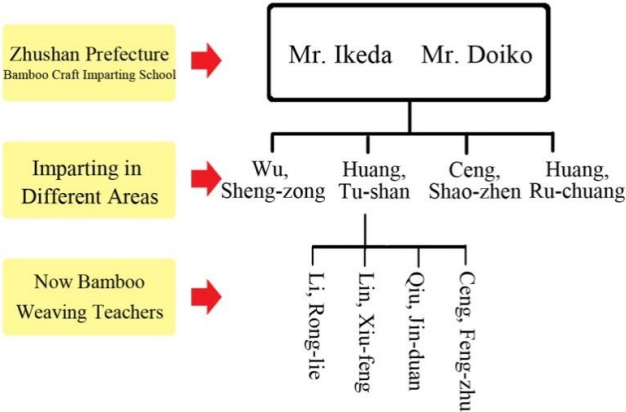 Zhushan Prefecture
Bamboo Craft Imparting School
Mr. Ikeda Mr. Doiko
Imparting in
Different Areas
Wu,
Sheng-zong
Huang,
Tu-shan
Ceng,
Shao-zhen
Huang,
Ru-chuang
Now Bamboo
Weaving Teachers
Li, Rong-lie
Lin, Xiu-feng
Qiu, Jin-duan
Ceng, Feng-zhu